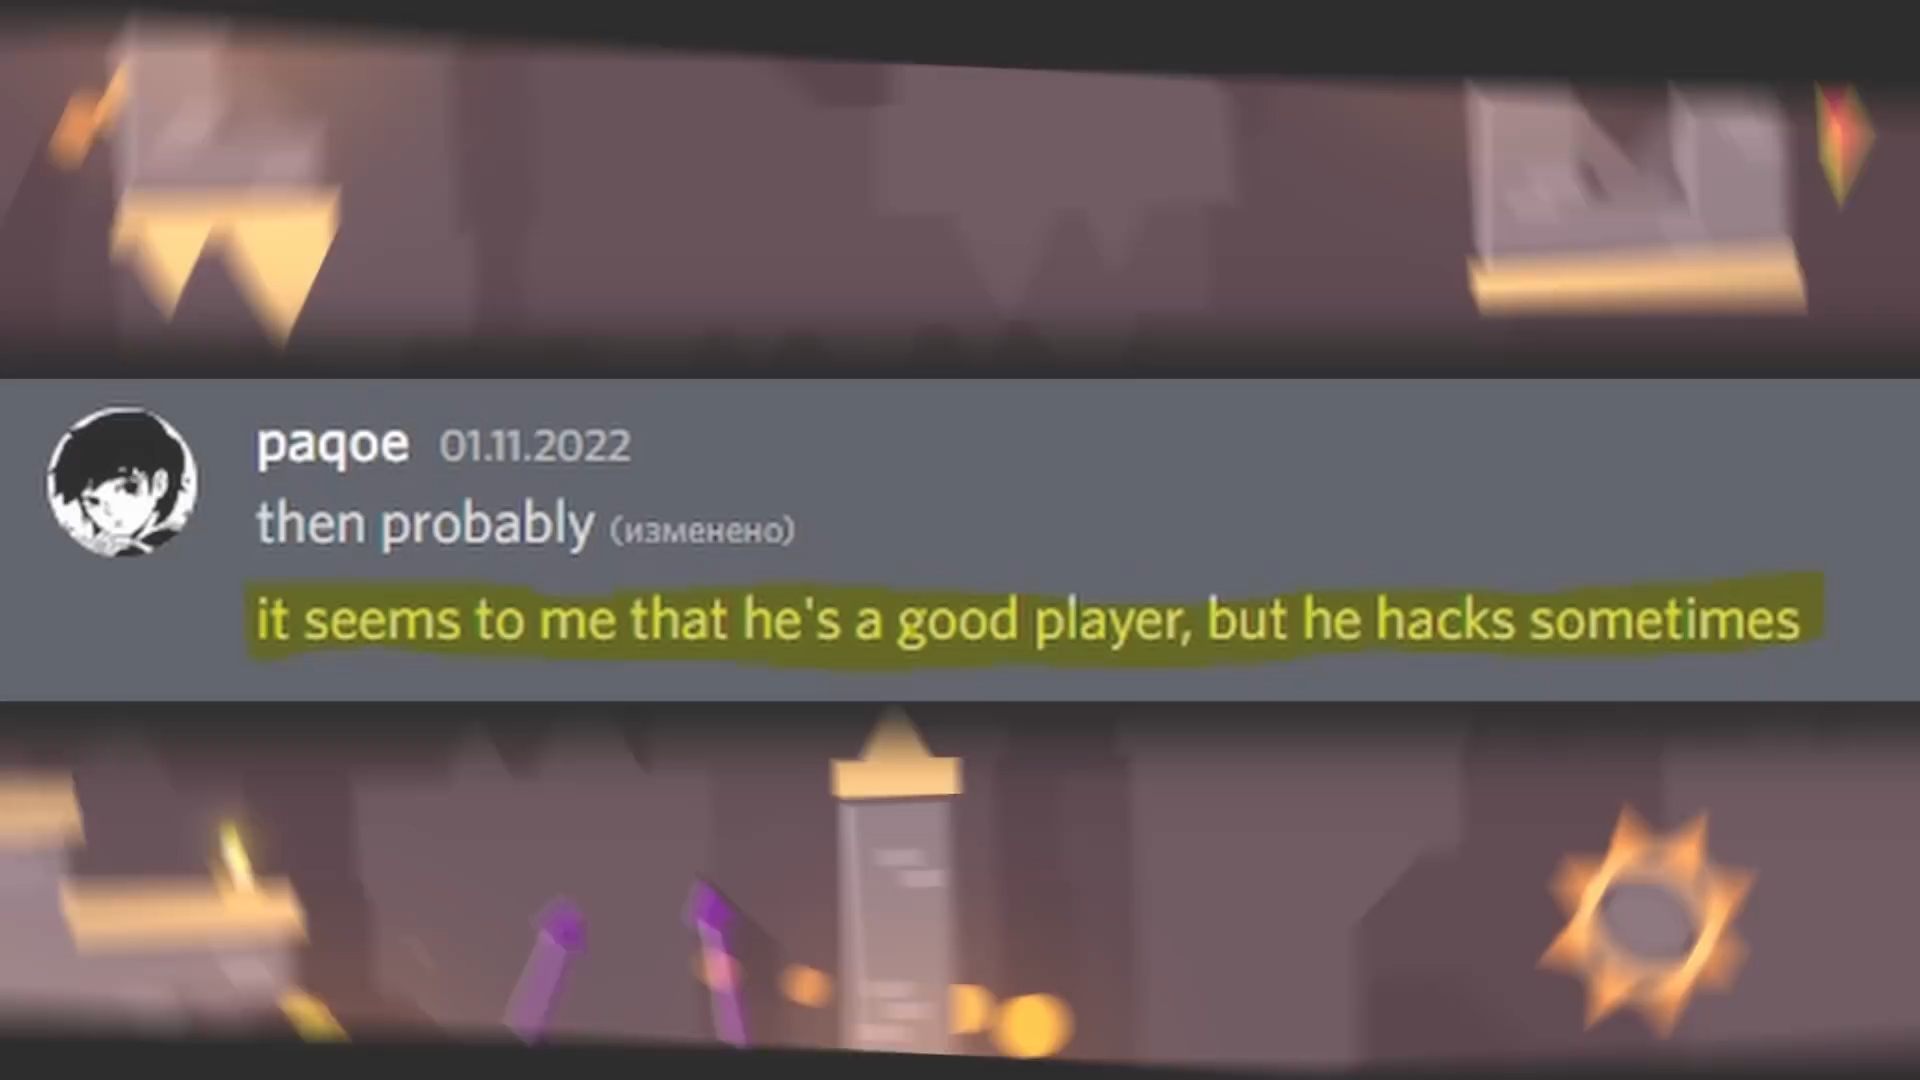 paqoe 01.11.2022
then probably (изменено)
it seems to me that he's a good player, but he hacks sometimes